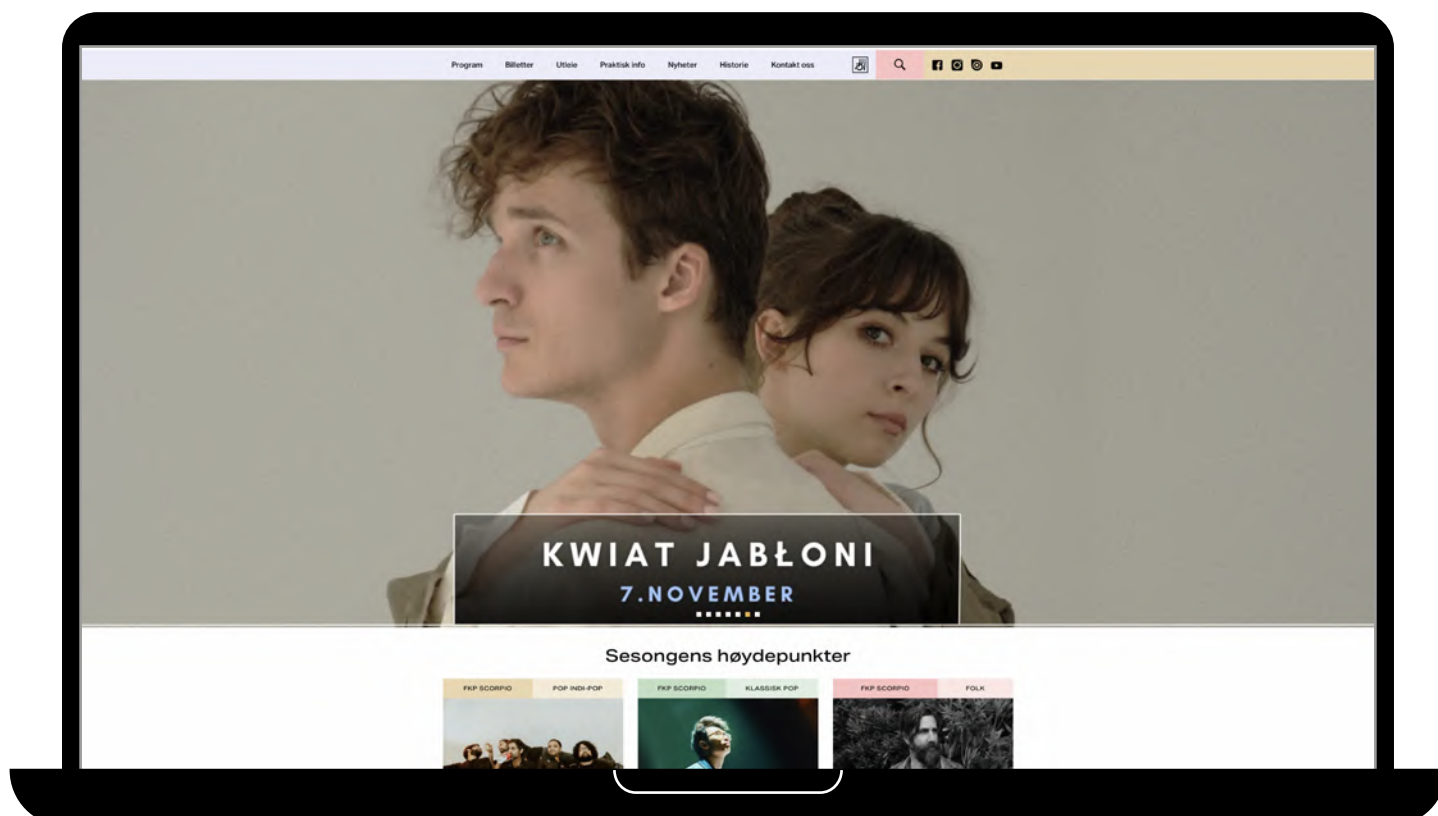 Program Billetter Utleie Praktisk info Nyheter Historie Kontakt oss
KWIAT JABŁONI
7.NOVEMBER
Sesongens høydepunkter
FKP SCORPIO POP INDI-POP FKP SCORPIO KLASSISK POP FKP SCORPIO FOLK